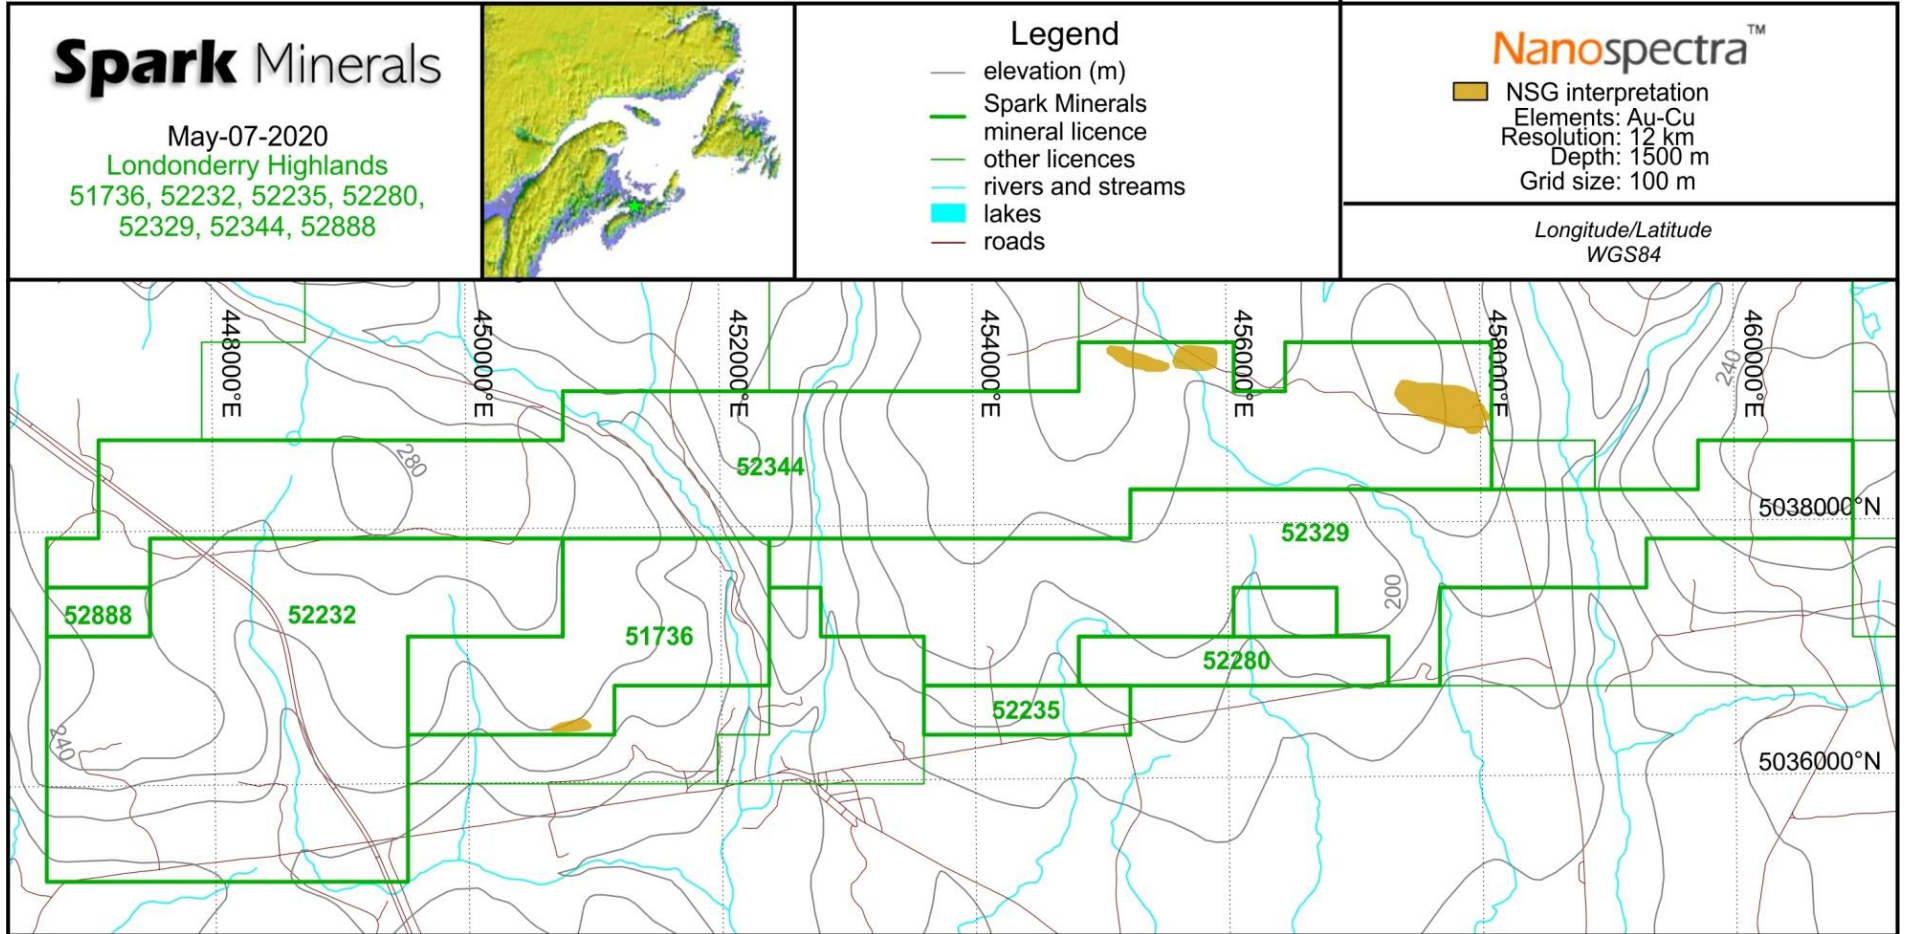 Spark Minerals
May-07-2020
Londonderry Highlands
51736, 52232, 52235, 52280,
52329, 52344, 52888
Legend
elevation (m)
Spark Minerals
mineral licence
other licences
rivers and streams
lakes
roads
Nanospectra™
NSG interpretation
Elements: Au-Cu
Resolution: 12 km
Depth: 1500 m
Grid size: 100 m
Longitude/Latitude
WGS84
448000°E
450000°E
452000°E
454000°E
456000°E
458000°E
460000°E
240
280
52344
5038000°N
52329
200
52888
52232
51736
52280
52235
240
5036000°N